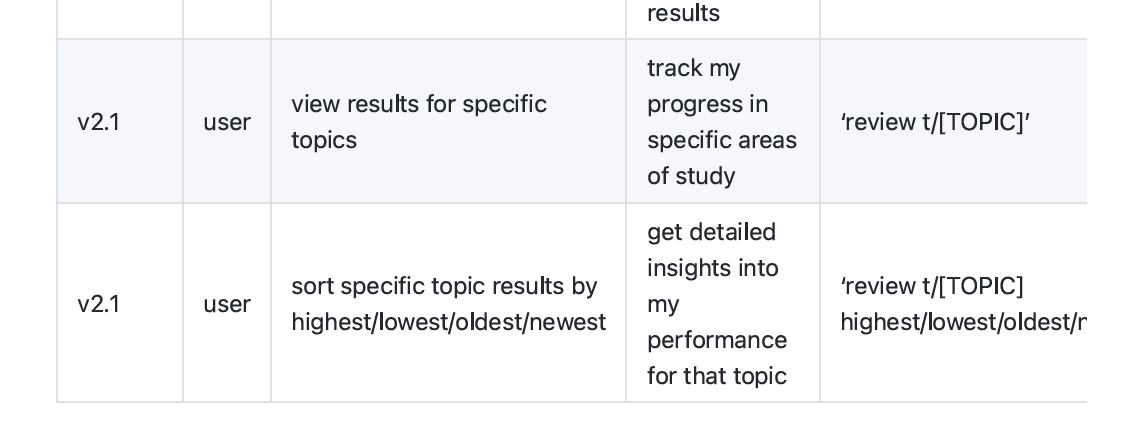 results
v2.1
user
view results for specific
topics
track my
progress in
specific areas
of study
‘review t/[TOPIC]’
v2.1
user
sort specific topic results by
highest/lowest/oldest/newest
get detailed
insights into
my
performance
for that topic
‘review t/[TOPIC]
highest/lowest/oldest/n